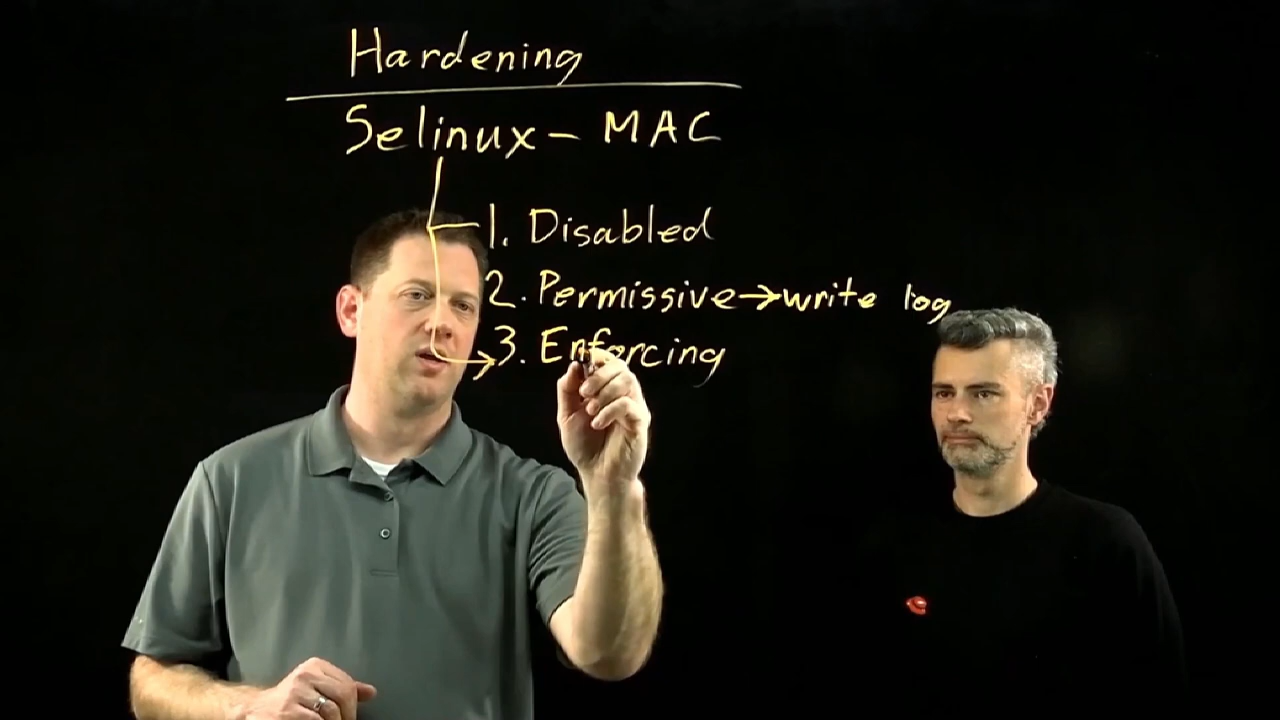 Hardening
Selinux - MAC
1. Disabled
2. Permissive → write log
3. Enforcing